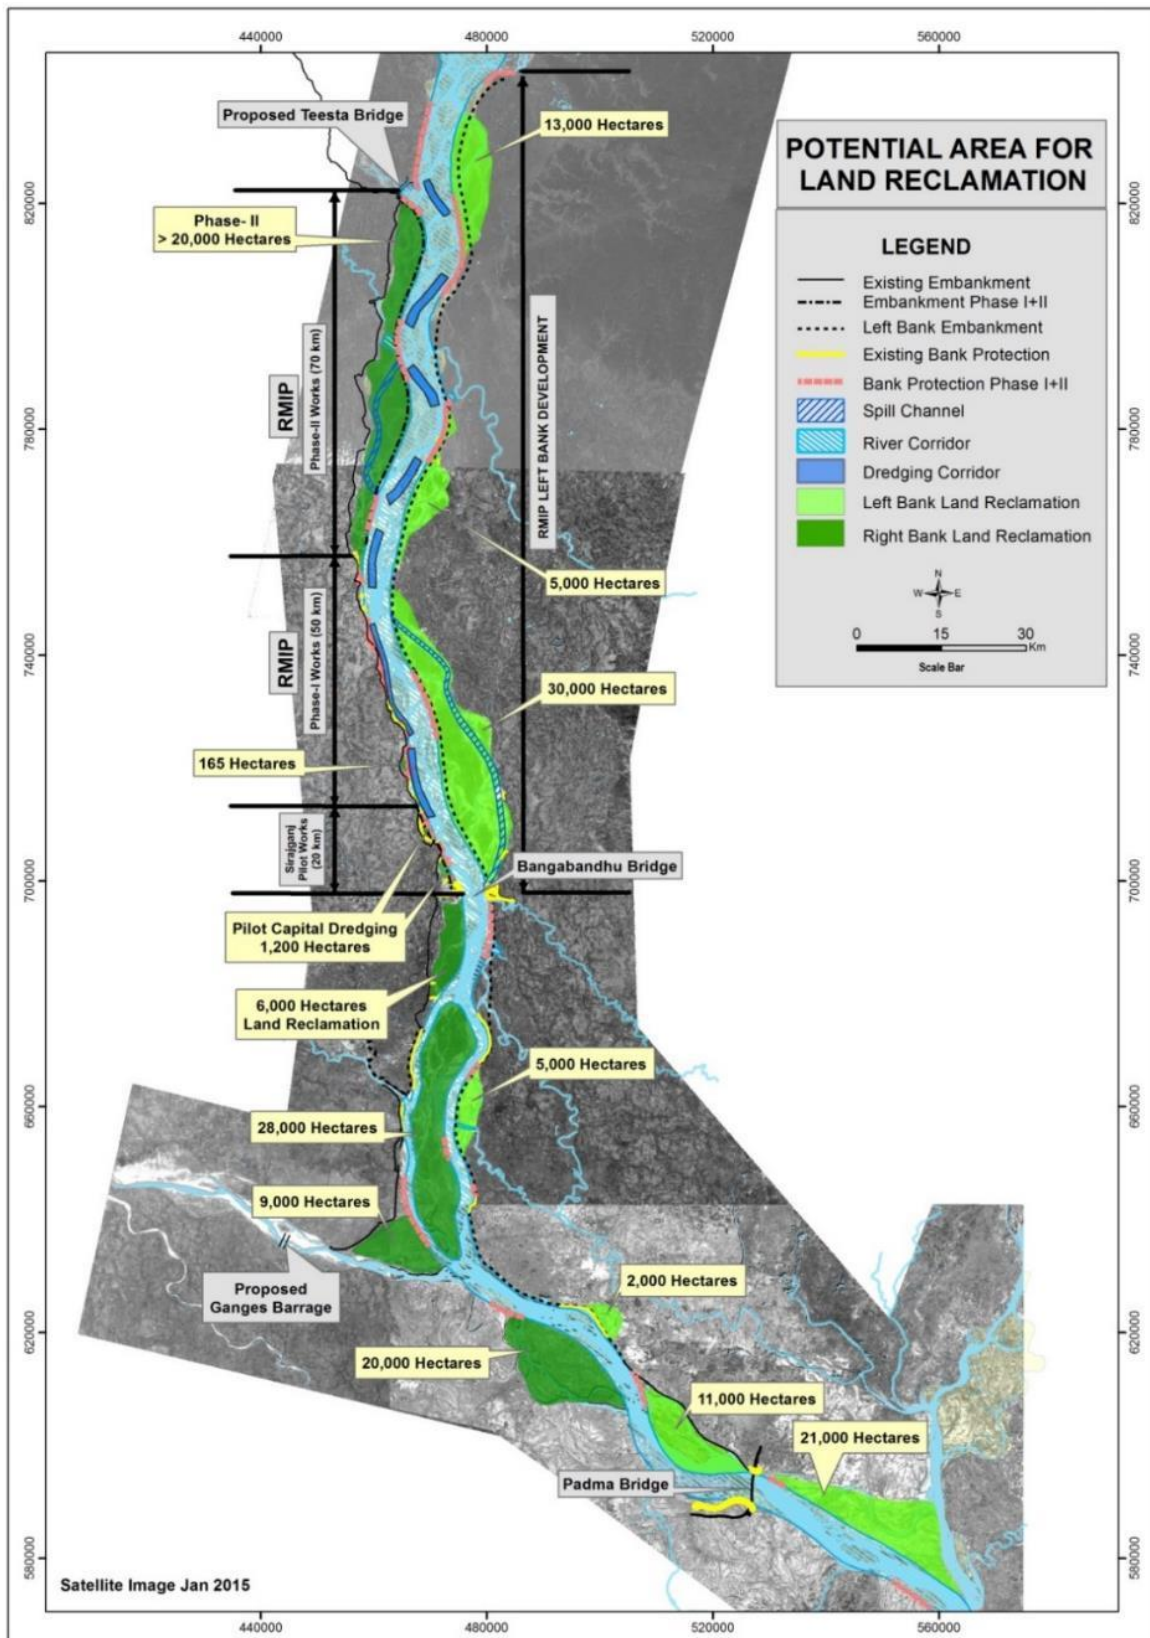 440000
480000
520000
560000
POTENTIAL AREA FOR
LAND RECLAMATION
LEGEND
Existing Embankment
Embankment Phase I+II
Left Bank Embankment
Existing Bank Protection
Bank Protection Phase I+II
Spill Channel
River Corridor
Dredging Corridor
Left Bank Land Reclamation
Right Bank Land Reclamation
N
W
E
S
0
15
30
Km
Scale Bar
Proposed Teesta Bridge
13,000 Hectares
Phase- II
> 20,000 Hectares
RMIP
Phase-II Works (70 km)
RMIP LEFT BANK DEVELOPMENT
5,000 Hectares
RMIP
Phase-I Works (50 km)
30,000 Hectares
165 Hectares
Sirajganj
Pilot Works
(20 km)
Bangabandhu Bridge
Pilot Capital Dredging
1,200 Hectares
6,000 Hectares
Land Reclamation
5,000 Hectares
28,000 Hectares
9,000 Hectares
Proposed
Ganges Barrage
2,000 Hectares
20,000 Hectares
11,000 Hectares
21,000 Hectares
Padma Bridge
Satellite Image Jan 2015
820000
780000
740000
700000
660000
620000
580000
820000
780000
740000
700000
660000
620000
580000
440000
480000
520000
560000